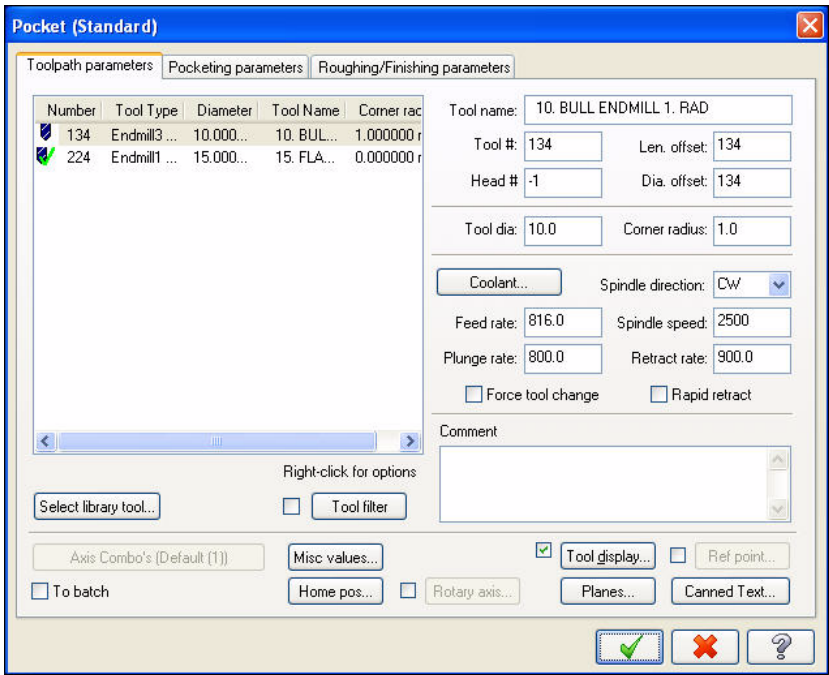 Pocket (Standard)
Toolpath parameters Pocketing parameters Roughing/Finishing parameters
Number Tool Type Diameter Tool Name Corner rac
134 Endmill3 ... 10.000... 10. BUL... 1.000000 r
224 Endmill1 ... 15.000... 15. FLA... 0.000000 r
Right-click for options
Select library tool... Tool filter
Tool name: 10. BULL ENDMILL 1. RAD
Tool #: 134 Len. offset: 134
Head # -1 Dia. offset: 134
Tool dia: 10.0 Corner radius: 1.0
Coolant... Spindle direction: CW
Feed rate: 816.0 Spindle speed: 2500
Plunge rate: 800.0 Retract rate: 900.0
Force tool change Rapid retract
Comment
Axis Combo's (Default (1)) Misc values... Tool display... Ref point...
To batch Home pos... Rotary axis... Planes... Canned Text...